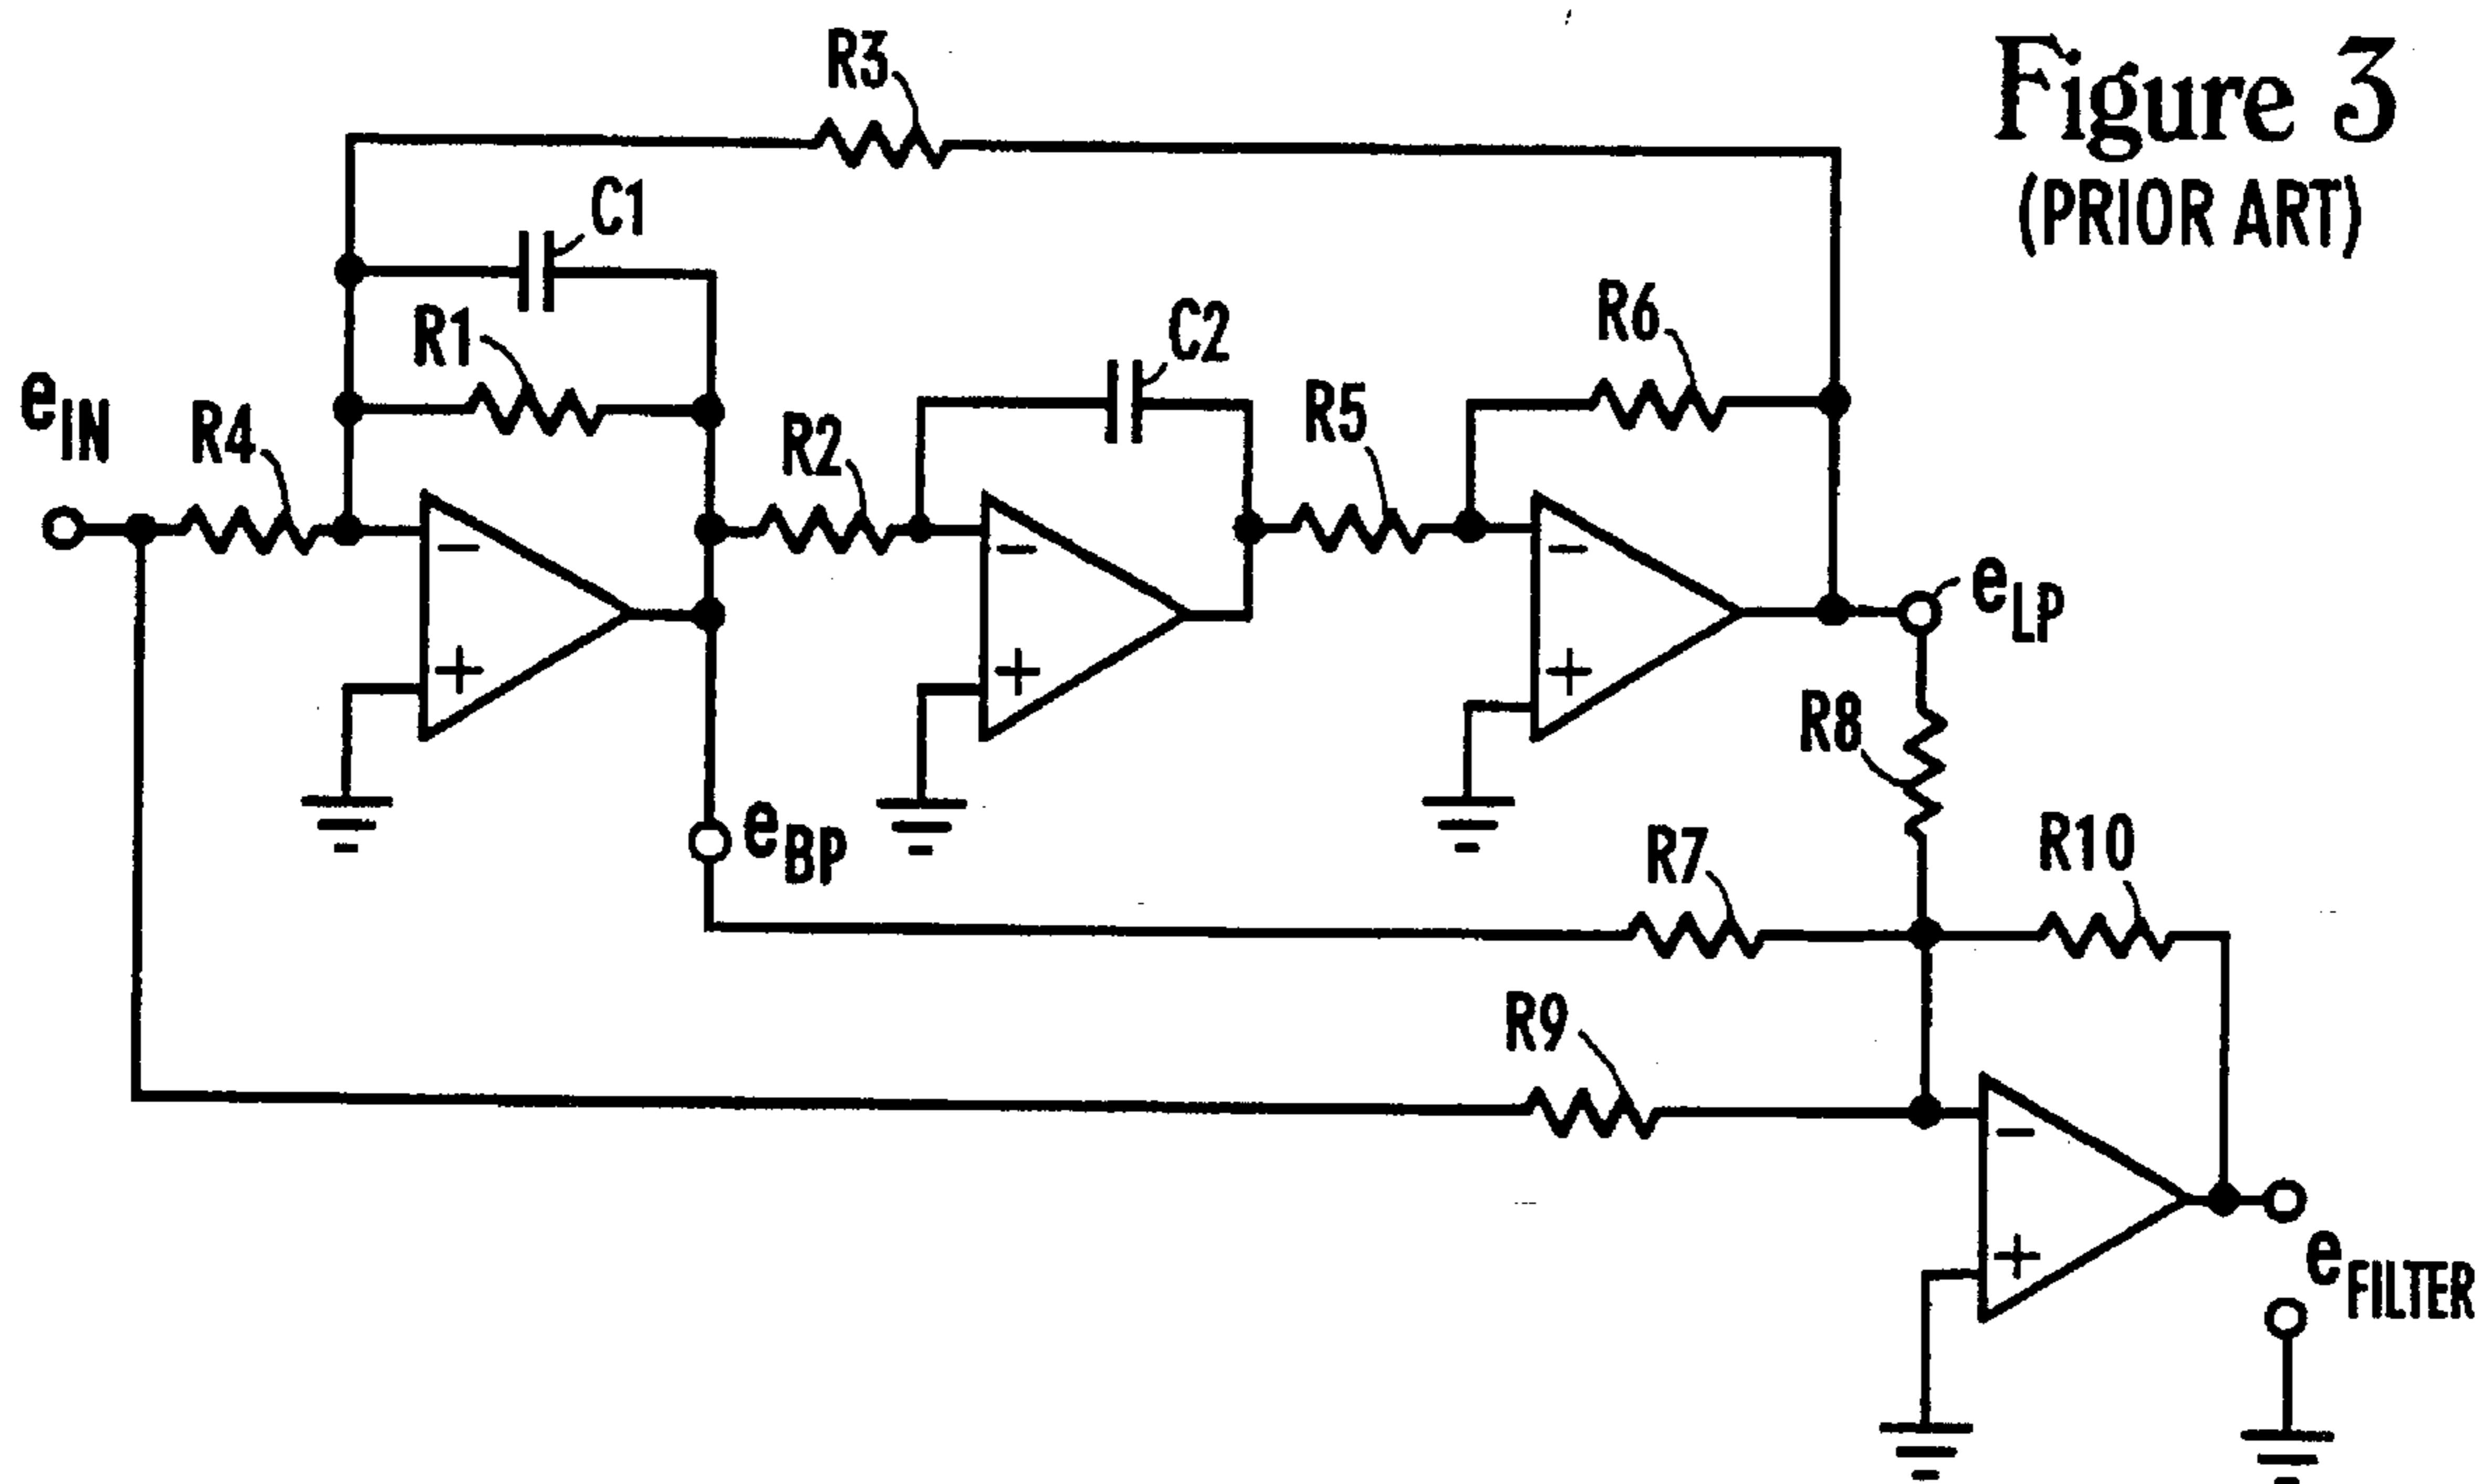 Figure 3
(PRIOR ART)
R3
C1
R1
C2
R6
eIN
R4
R2
R5
−
−
−
+
+
+
eLP
R8
eBP
R7
R10
R9
−
+
eFILTER